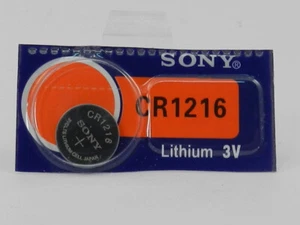 SONY®
CR1216
Lithium 3V
CR1216
SONY
+